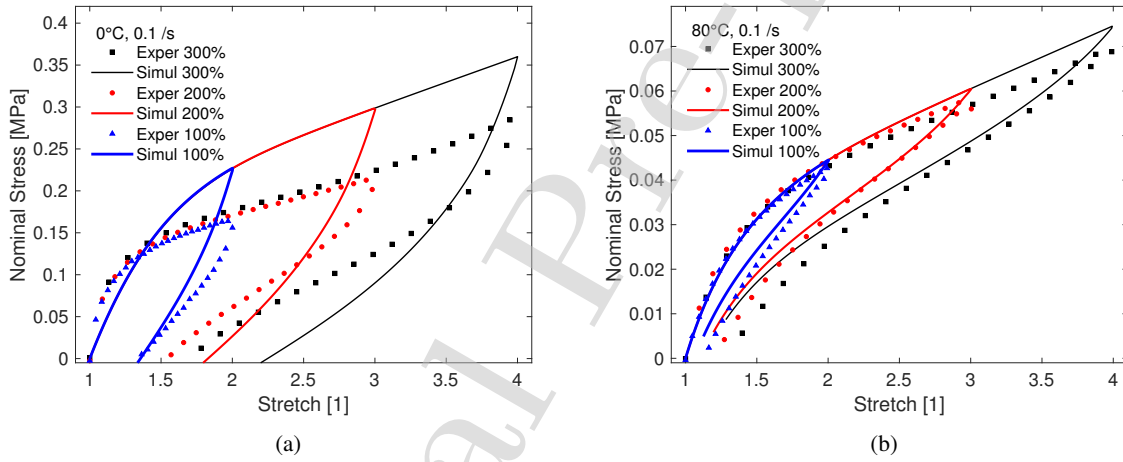 0°C, 0.1 /s
Exper 300%
Simul 300%
Exper 200%
Simul 200%
Exper 100%
Simul 100%
0.4
0.35
0.3
0.25
0.2
0.15
0.1
0.05
0
Nominal Stress [MPa]
1 1.5 2 2.5 3 3.5 4
Stretch [1]
(a)
80°C, 0.1 /s
Exper 300%
Simul 300%
Exper 200%
Simul 200%
Exper 100%
Simul 100%
0.07
0.06
0.05
0.04
0.03
0.02
0.01
0
Nominal Stress [MPa]
1 1.5 2 2.5 3 3.5 4
Stretch [1]
(b)
al Pre-